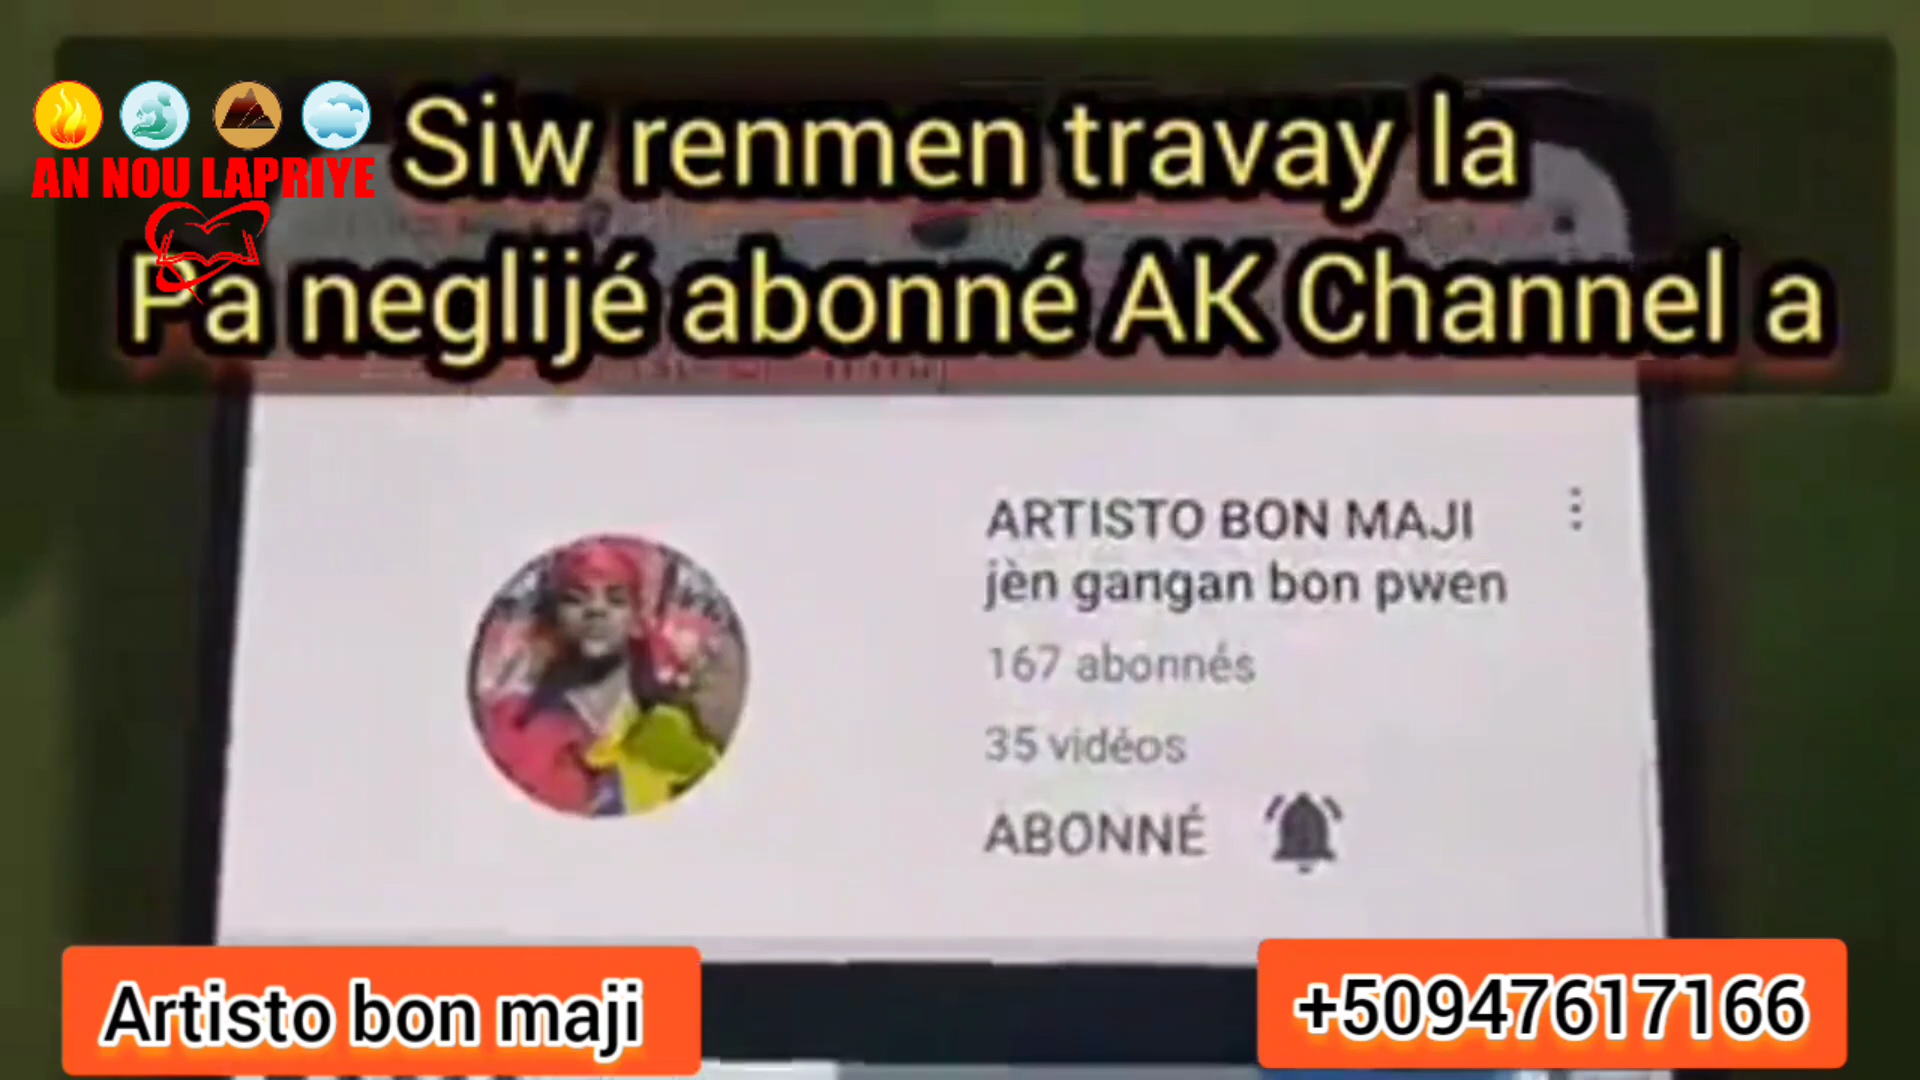 AN NOU LAPRIYE
Siw renmen travay la
Pa neglijé abonné AK Channel a
ARTISTO BON MAJI
jèn gangan bon pwen
167 abonnés
35 vidéos
ABONNÉ
Artisto bon maji
+50947617166